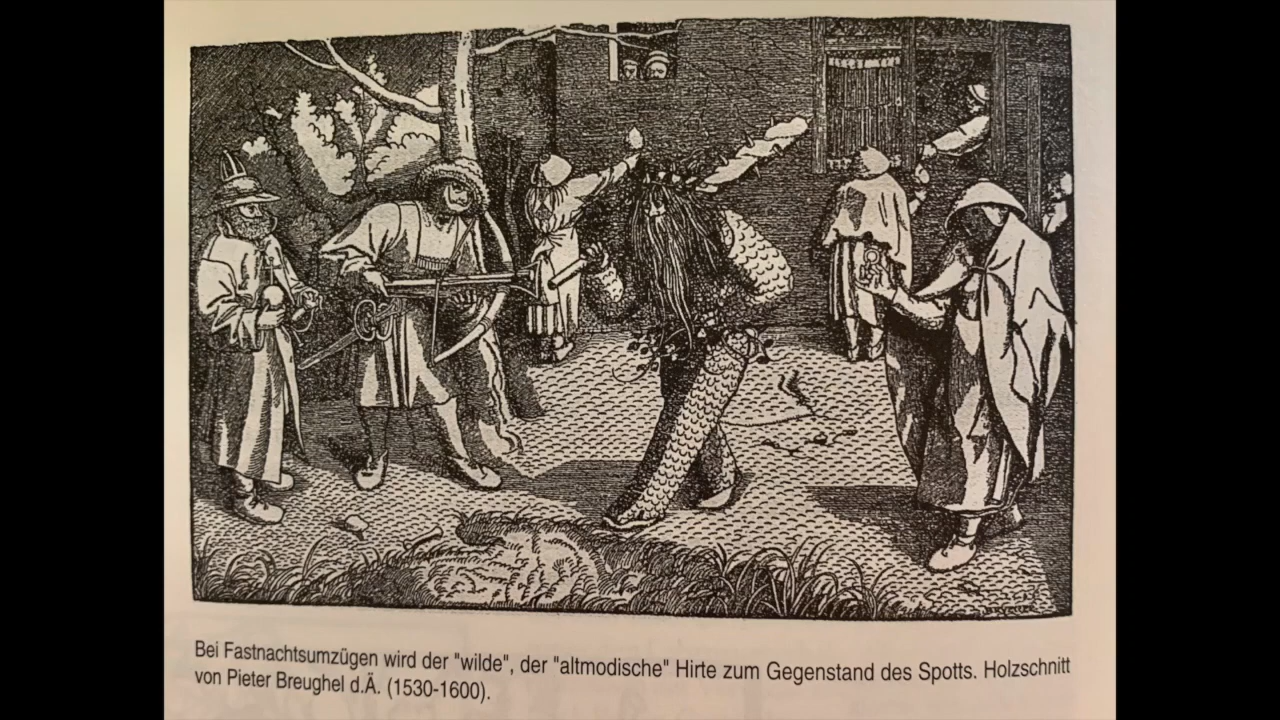 Bei Fastnachtsumzügen wird der "wilde", der "altmodische" Hirte zum Gegenstand des Spotts. Holzschnitt
von Pieter Breughel d.Ä. (1530-1600).